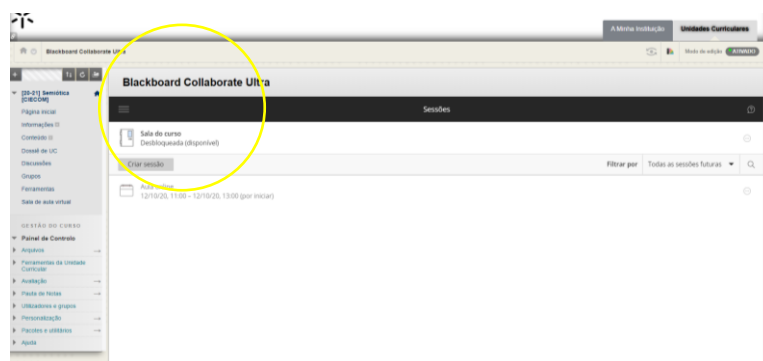 A Minha Instituição
Unidades Curriculares
Blackboard Collaborate Ultra
Modo de edição ATIVADO
[20-21] Semiótica [CIECOM]
Página inicial
Informações
Conteúdo
Dossiê de UC
Discussões
Grupos
Ferramentas
Sala de aula virtual
GESTÃO DO CURSO
Painel de Controlo
Arquivos
Ferramentas da Unidade
Curricular
Avaliação
Pauta de Notas
Utilizadores e grupos
Personalização
Pacotes e utilitários
Ajuda
Blackboard Collaborate Ultra
Sessões
Sala do curso
Desbloqueada (disponível)
Criar sessão
Filtrar por Todas as sessões futuras
Aula online
12/10/20, 11:00 – 12/10/20, 13:00 (por iniciar)